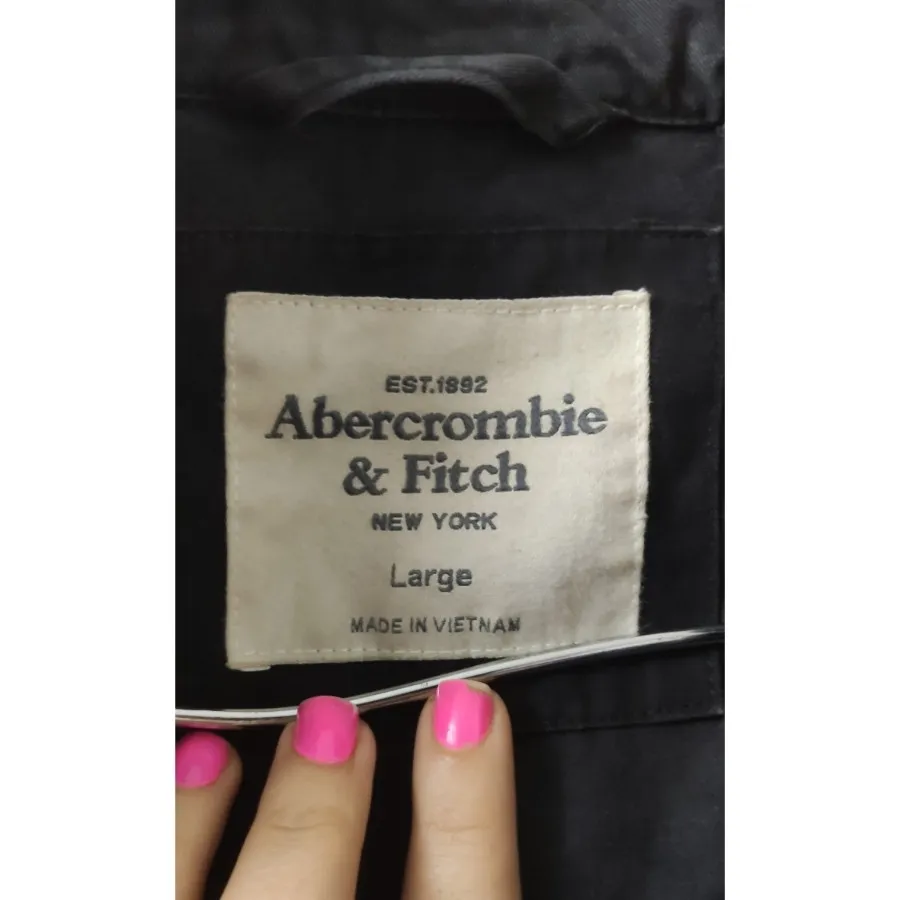 EST.1892
Abercrombie
& Fitch
NEW YORK
Large
MADE IN VIETNAM